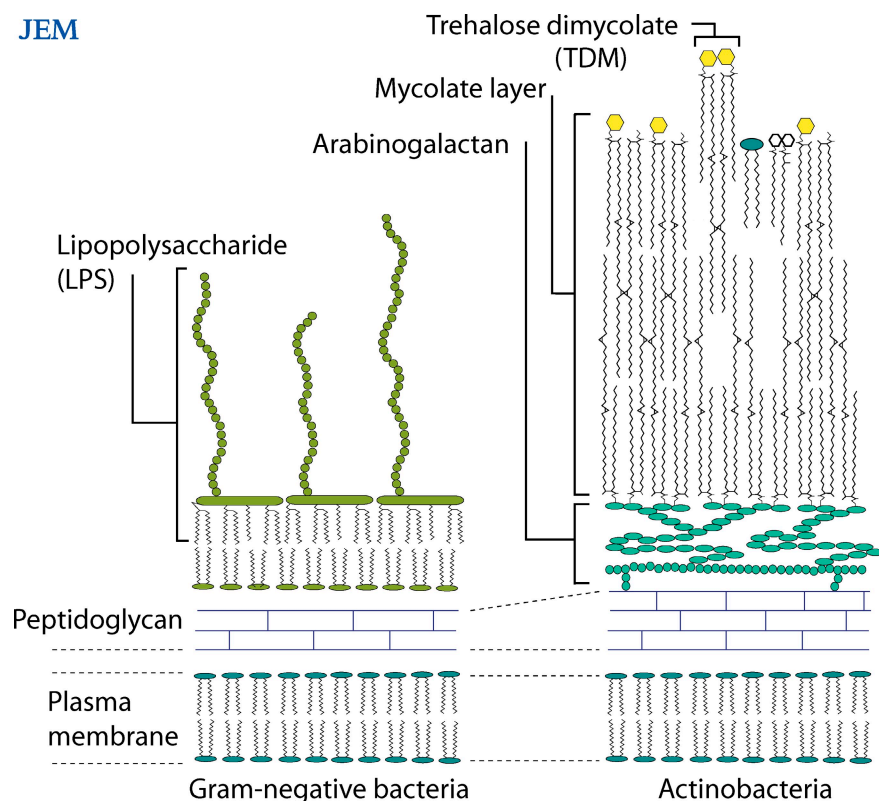 JEM
Trehalose dimycolate
(TDM)
Mycolate layer
Arabinogalactan
Lipopolysaccharide
(LPS)
Peptidoglycan
Plasma
membrane
Gram-negative bacteria
Actinobacteria